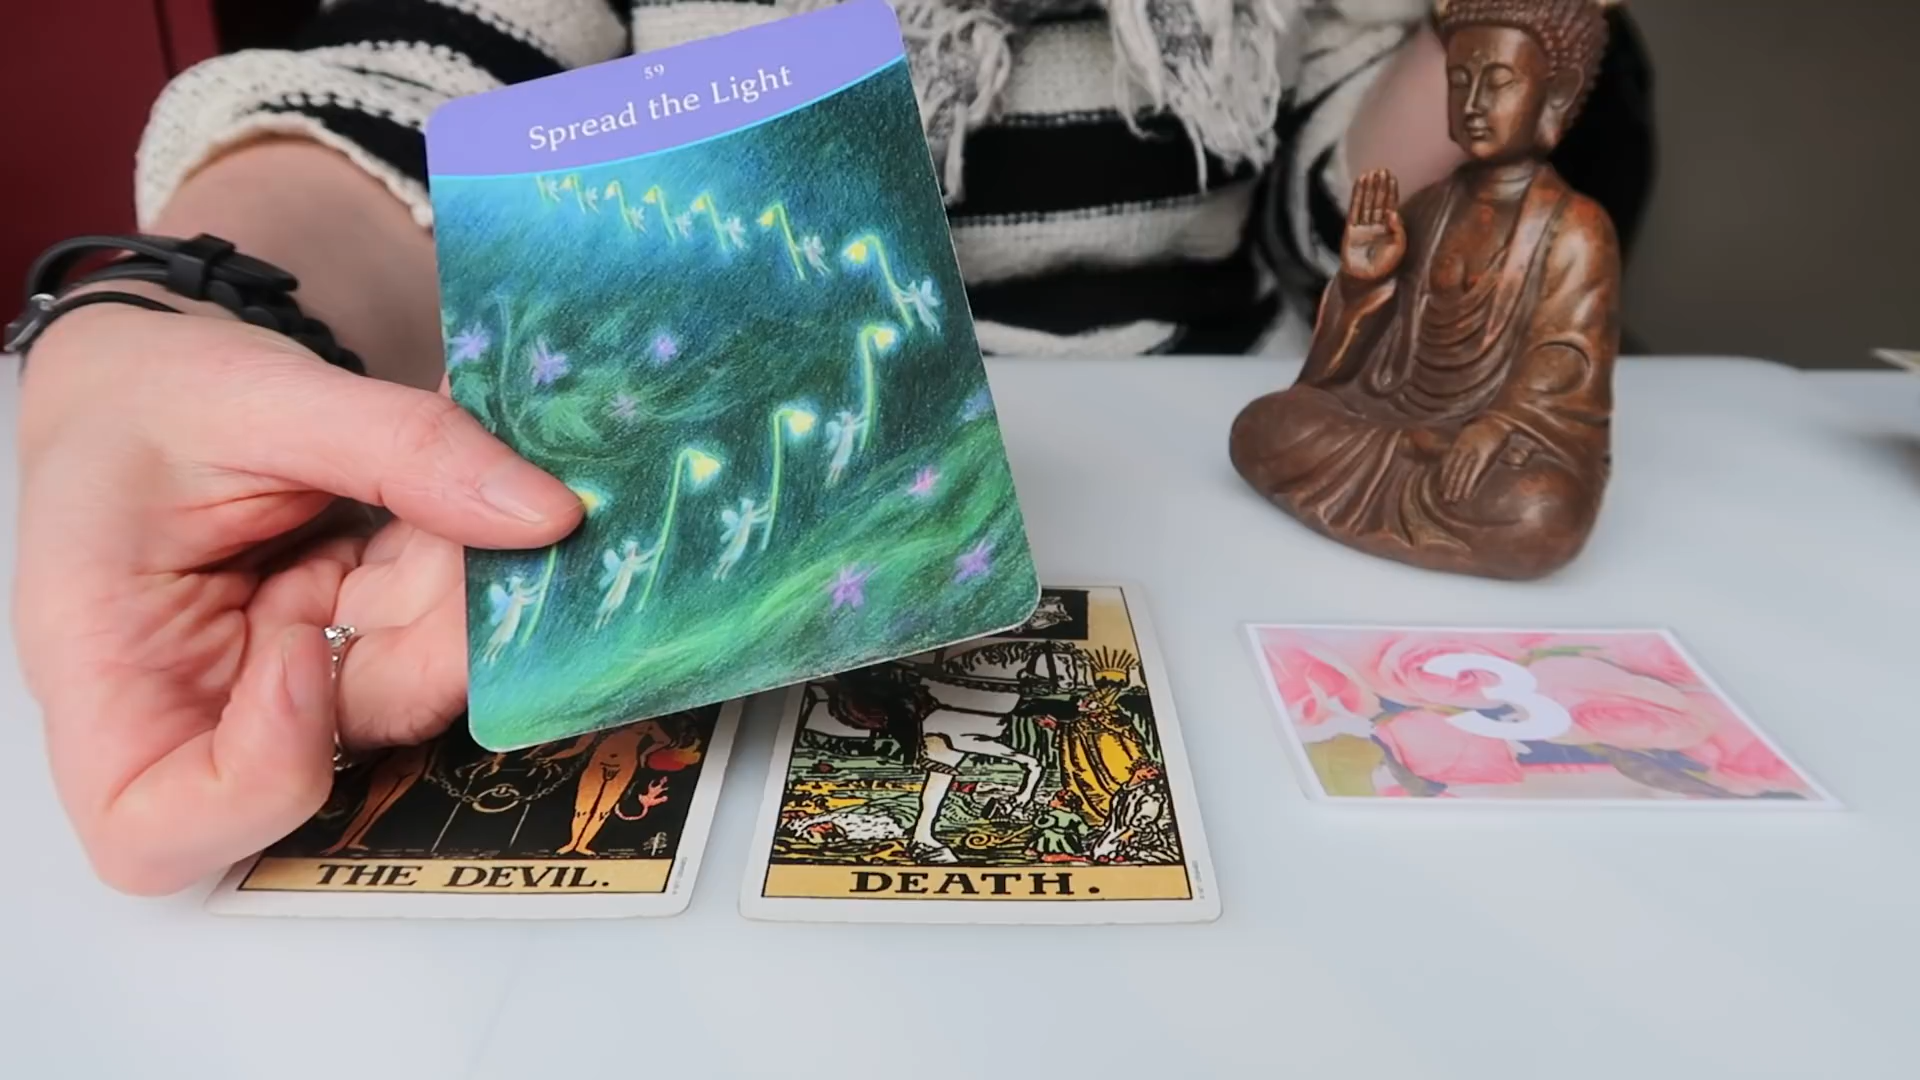 59
Spread the Light
THE DEVIL.
DEATH.
3